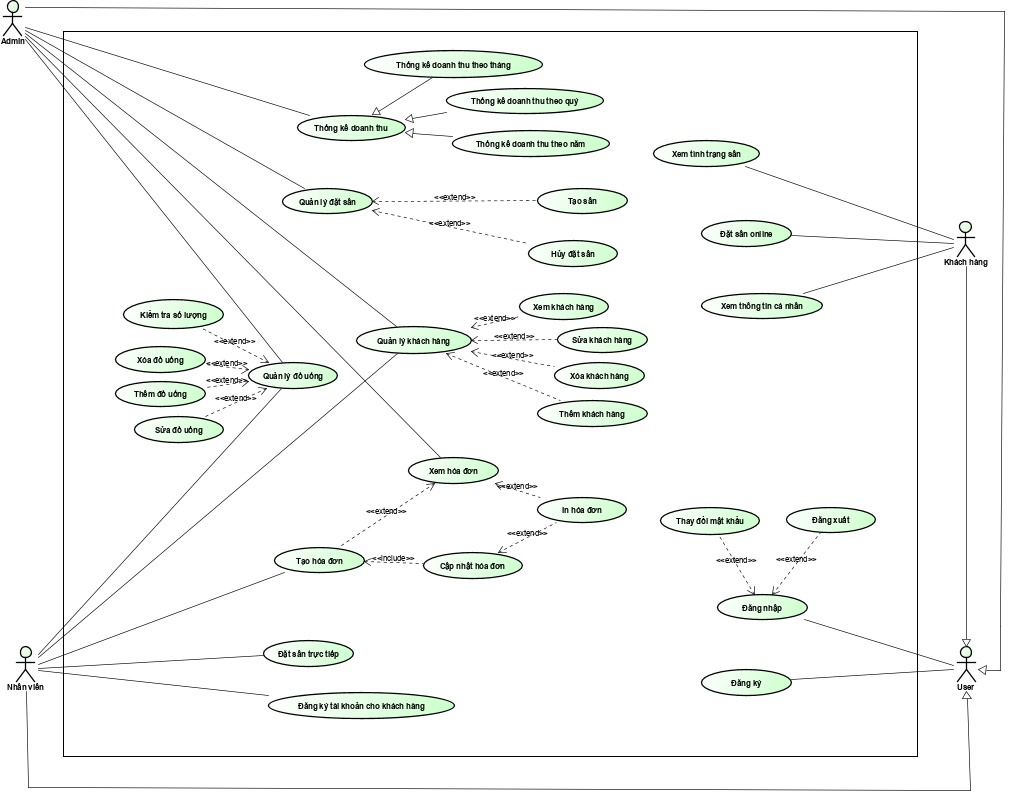 Admin
Thống kê doanh thu theo tháng
Thống kê doanh thu theo quý
Thống kê doanh thu
Thống kê doanh thu theo năm
Xem tình trạng sân
Quản lý đặt sân
<<extend>>
Tạo sân
<<extend>>
Đặt sân online
Hủy đặt sân
Khách hàng
Xem khách hàng
Xem thông tin cá nhân
Kiểm tra số lượng
<<extend>>
<<extend>>
Quản lý khách hàng
<<extend>>
Sửa khách hàng
Xóa đồ uống
<<extend>>
<<extend>>
Quản lý đồ uống
<<extend>>
Xóa khách hàng
<<extend>>
Thêm đồ uống
<<extend>>
Thêm khách hàng
Sửa đồ uống
Xem hóa đơn
<<extend>>
<<extend>>
In hóa đơn
Thay đổi mật khẩu
Đăng xuất
<<extend>>
Tạo hóa đơn
<<include>>
Cập nhật hóa đơn
<<extend>>
<<extend>>
Đăng nhập
Đặt sân trực tiếp
Nhân viên
Đăng ký
User
Đăng ký tài khoản cho khách hàng